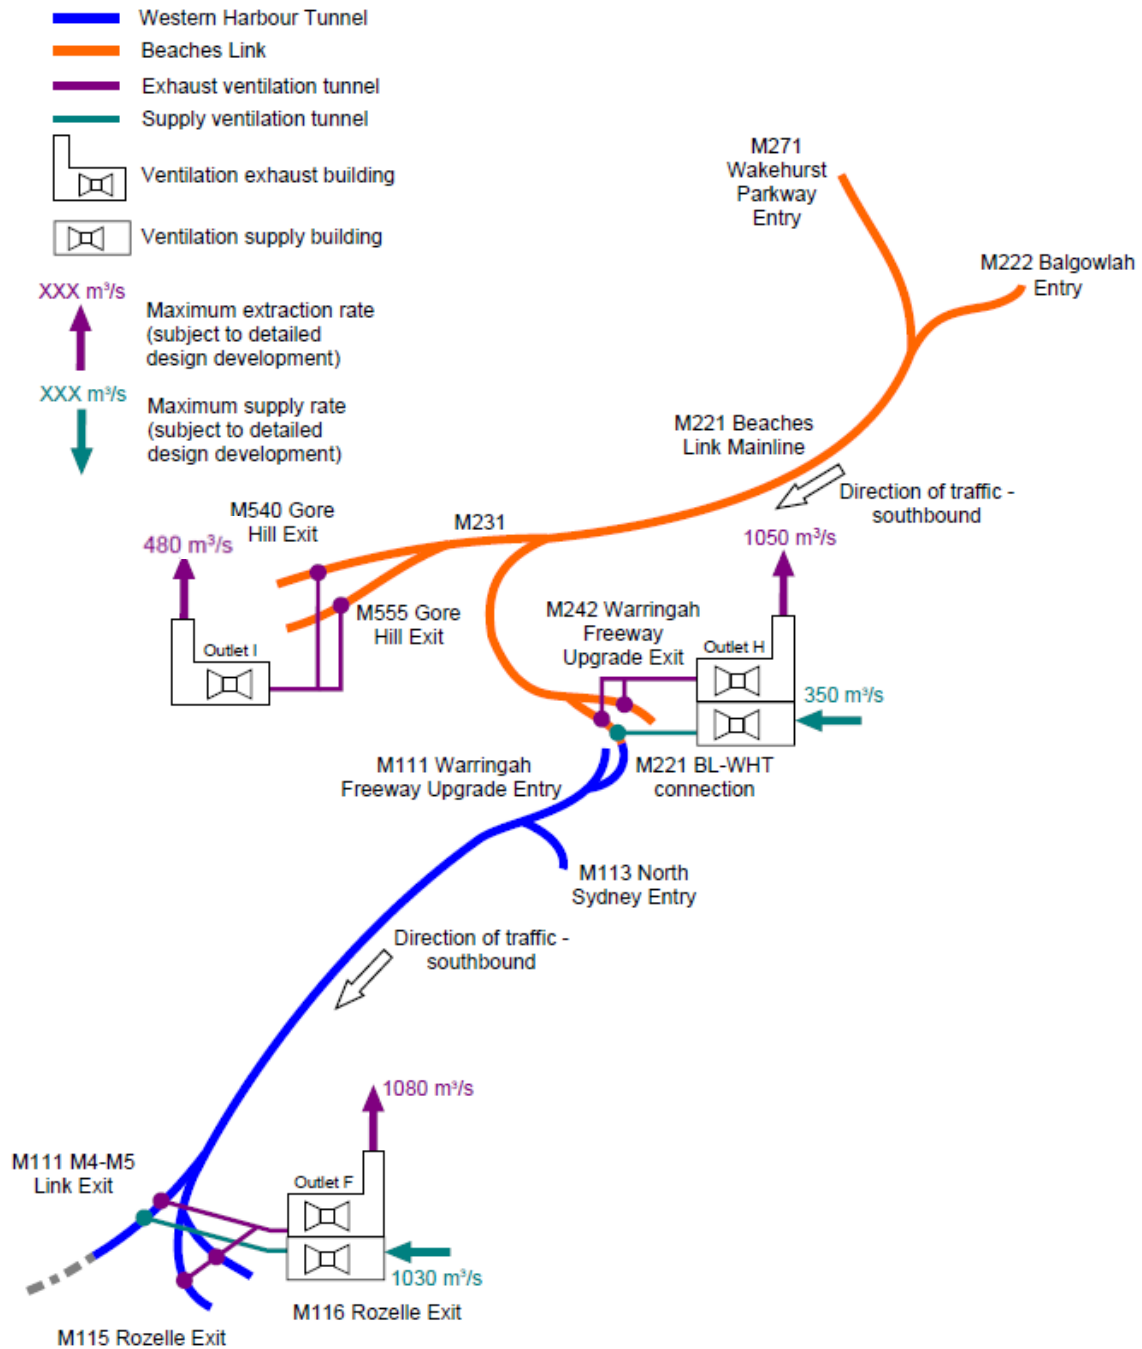 Western Harbour Tunnel
Beaches Link
Exhaust ventilation tunnel
Supply ventilation tunnel
Ventilation exhaust building
Ventilation supply building
XXX m³/s
Maximum extraction rate
(subject to detailed
design development)
XXX m³/s
Maximum supply rate
(subject to detailed
design development)
M271
Wakehurst
Parkway
Entry
M222 Balgowlah
Entry
M221 Beaches
Link Mainline
Direction of traffic -
southbound
M540 Gore
Hill Exit
M231
480 m³/s
1050 m³/s
M555 Gore
Hill Exit
M242 Warringah
Freeway
Upgrade Exit
Outlet I
Outlet H
350 m³/s
M111 Warringah
Freeway Upgrade Entry
M221 BL-WHT
connection
M113 North
Sydney Entry
Direction of traffic -
southbound
1080 m³/s
M111 M4-M5
Link Exit
Outlet F
1030 m³/s
M116 Rozelle Exit
M115 Rozelle Exit